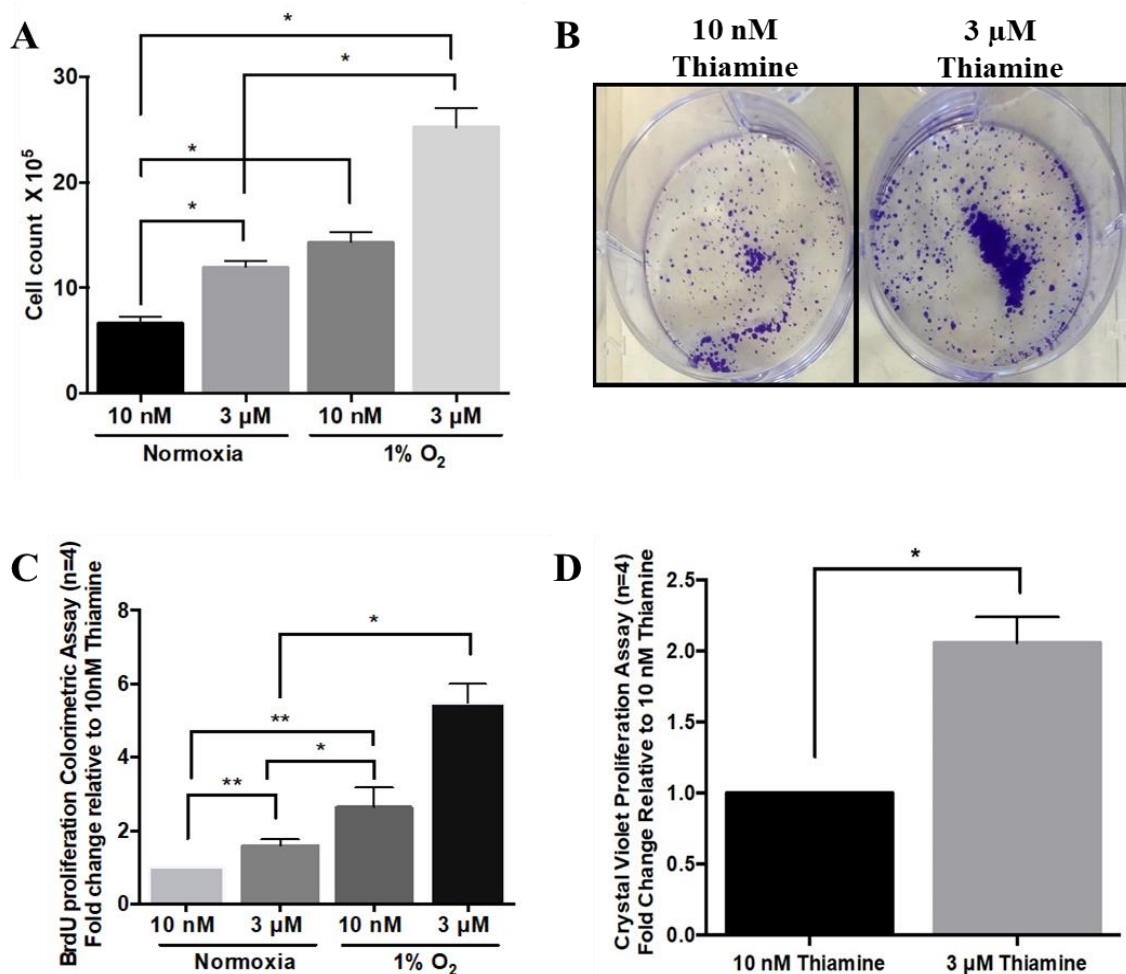 A
Cell count X 10⁵
30
20
10
0
*
*
*
*
10 nM 3 µM 10 nM 3 µM
Normoxia 1% O₂
B
10 nM
Thiamine
3 µM
Thiamine
C
BrdU proliferation Colorimetric Assay (n=4)
Fold change relative to 10nM Thiamine
8
6
4
2
0
**
**
*
*
10 nM 3 µM 10 nM 3 µM
Normoxia 1% O₂
D
Crystal Violet Proliferation Assay (n=4)
Fold Change Relative to 10 nM Thiamine
2.5
2.0
1.5
1.0
0.5
0.0
*
10 nM Thiamine 3 µM Thiamine